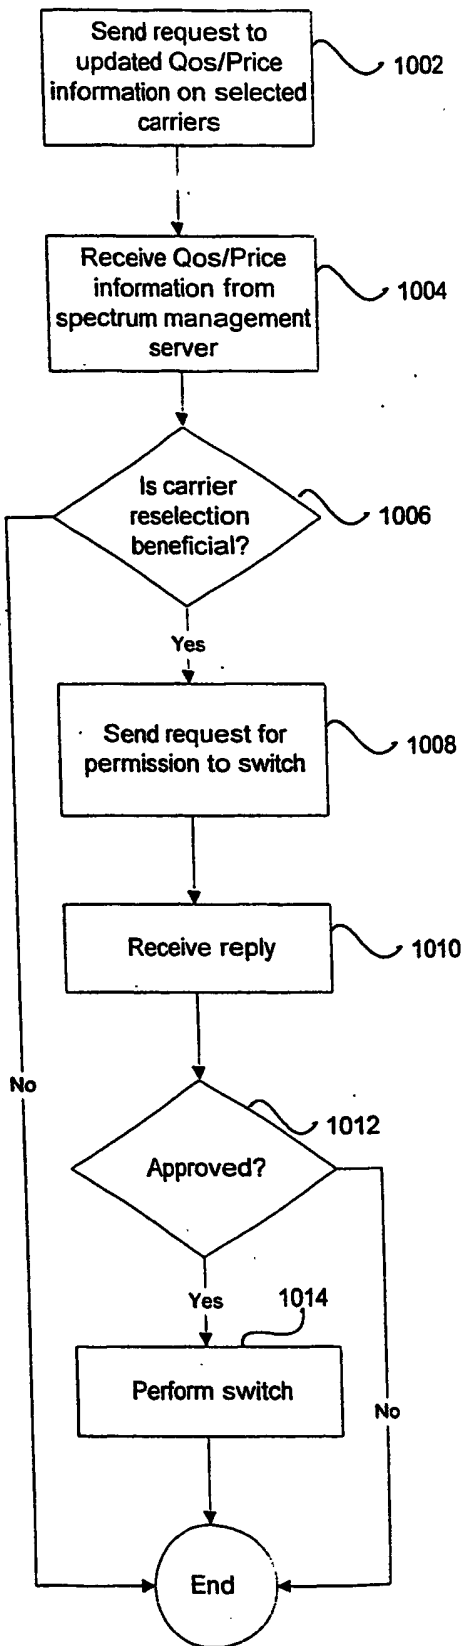 Send request to
updated Qos/Price
information on selected
carriers
1002
Receive Qos/Price
information from
spectrum management
server
1004
Is carrier
reselection
beneficial?
1006
Yes
Send request for
permission to switch
1008
Receive reply
1010
No
1012
Approved?
Yes
1014
Perform switch
No
End